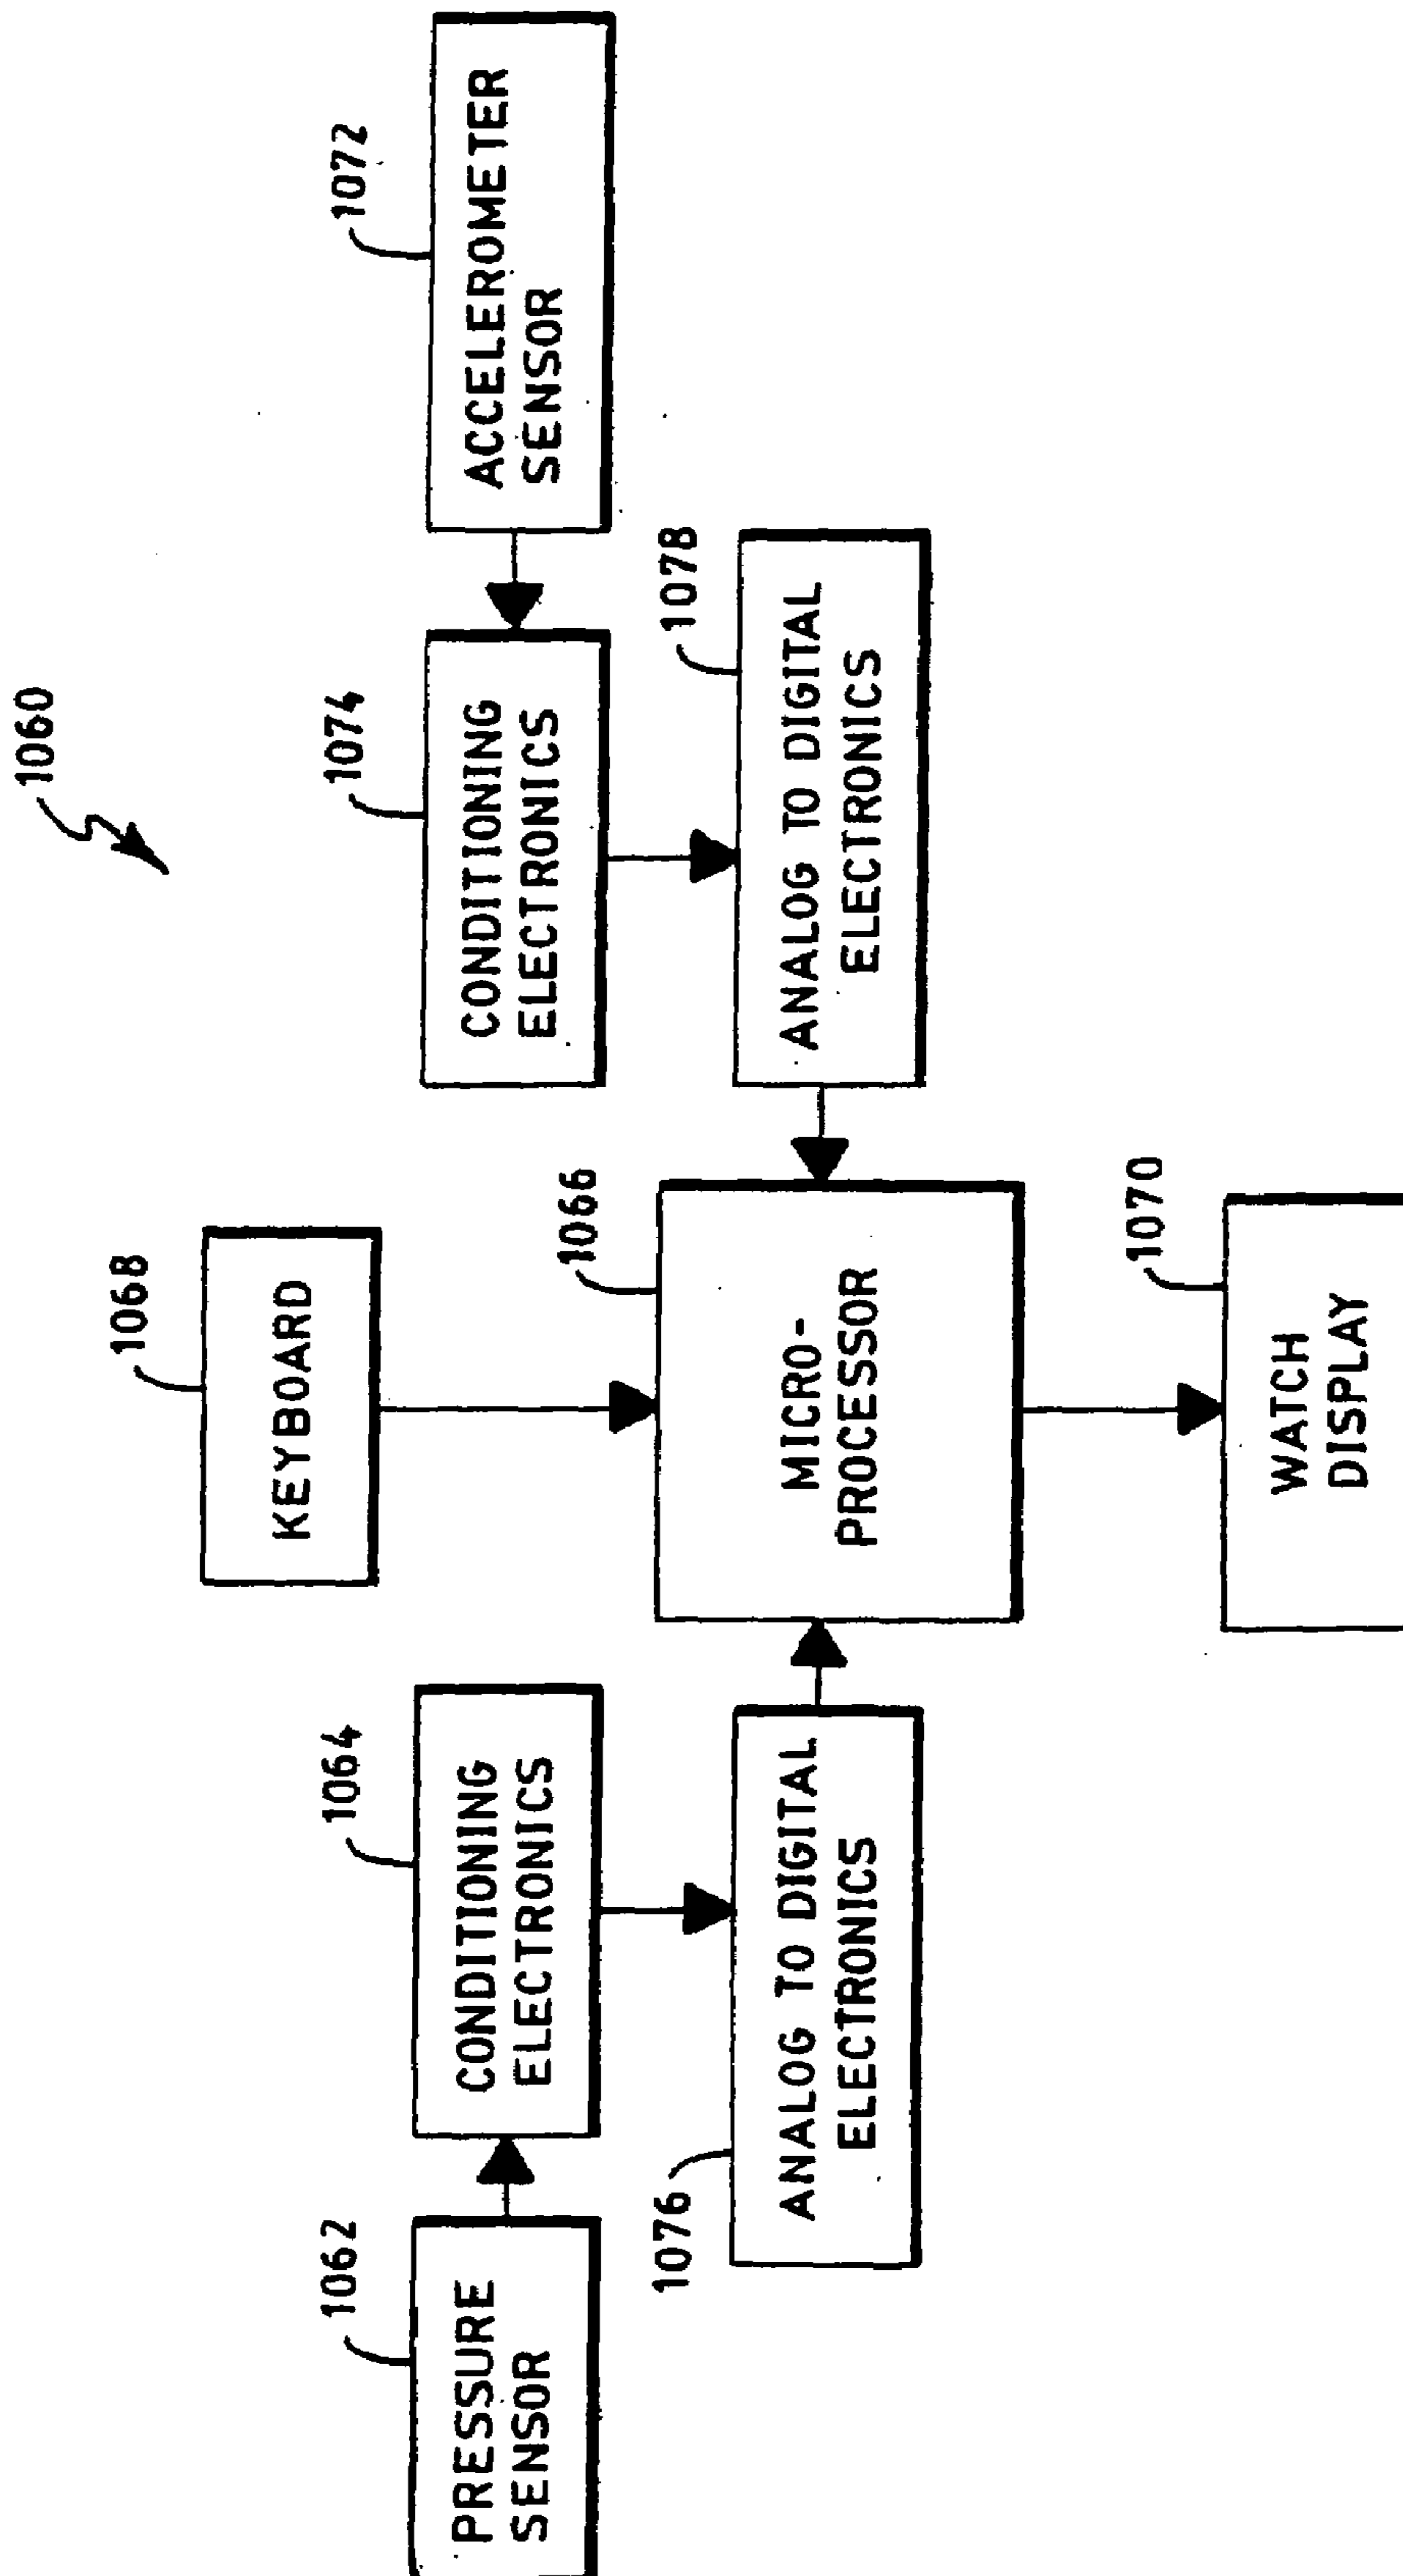 1060
1068
KEYBOARD
1062
PRESSURE
SENSOR
1064
CONDITIONING
ELECTRONICS
1074
CONDITIONING
ELECTRONICS
1072
ACCELEROMETER
SENSOR
1076
ANALOG TO DIGITAL
ELECTRONICS
1066
MICRO-
PROCESSOR
1078
ANALOG TO DIGITAL
ELECTRONICS
1070
WATCH
DISPLAY